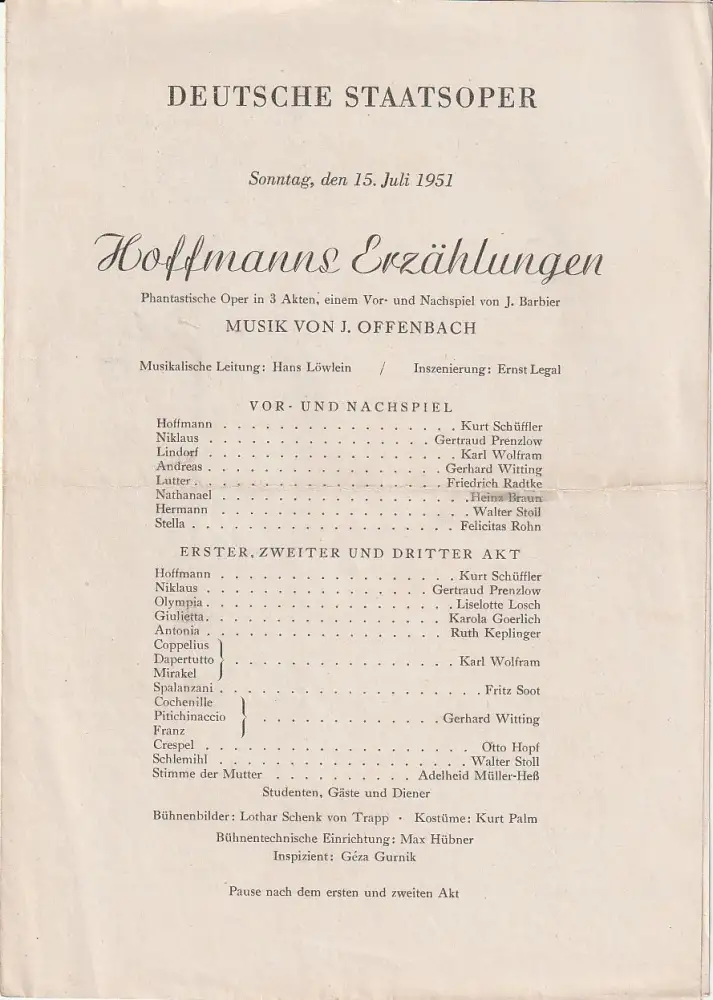 DEUTSCHE STAATSOPER
Sonntag, den 15. Juli 1951
Hoffmanns Erzählungen
Phantastische Oper in 3 Akten, einem Vor- und Nachspiel von J. Barbier
MUSIK VON J. OFFENBACH
Musikalische Leitung: Hans Löwlein / Inszenierung: Ernst Legal
VOR- UND NACHSPIEL
Hoffmann . . . . . . . . . . . . . . . . . Kurt Schüffler
Niklaus . . . . . . . . . . . . . . . . Gertraud Prenzlow
Lindorf . . . . . . . . . . . . . . . . . . Karl Wolfram
Andreas . . . . . . . . . . . . . . . . . Gerhard Witting
Lutter . . . . . . . . . . . . . . . . . Friedrich Radtke
Nathanael . . . . . . . . . . . . . . . . . . Heinz Braun
Hermann . . . . . . . . . . . . . . . . . . Walter Stoll
Stella . . . . . . . . . . . . . . . . . . . Felicitas Rohn
ERSTER, ZWEITER UND DRITTER AKT
Hoffmann . . . . . . . . . . . . . . . . . Kurt Schüffler
Niklaus . . . . . . . . . . . . . . . . Gertraud Prenzlow
Olympia . . . . . . . . . . . . . . . . . . Liselotte Losch
Giulietta . . . . . . . . . . . . . . . . . Karola Goerlich
Antonia . . . . . . . . . . . . . . . . . Ruth Keplinger
Coppelius
Dapertutto } . . . . . . . . . . . . . . . . Karl Wolfram
Mirakel
Spalanzani . . . . . . . . . . . . . . . . . . . Fritz Soot
Cochenille
Pitichinaccio } . . . . . . . . . . . . . Gerhard Witting
Franz
Crespel . . . . . . . . . . . . . . . . . . . Otto Hopf
Schlemihl . . . . . . . . . . . . . . . . . . Walter Stoll
Stimme der Mutter . . . . . . . . . . Adelheid Müller-Heß
Studenten, Gäste und Diener
Bühnenbilder: Lothar Schenk von Trapp · Kostüme: Kurt Palm
Bühnentechnische Einrichtung: Max Hübner
Inspizient: Géza Gurnik
Pause nach dem ersten und zweiten Akt